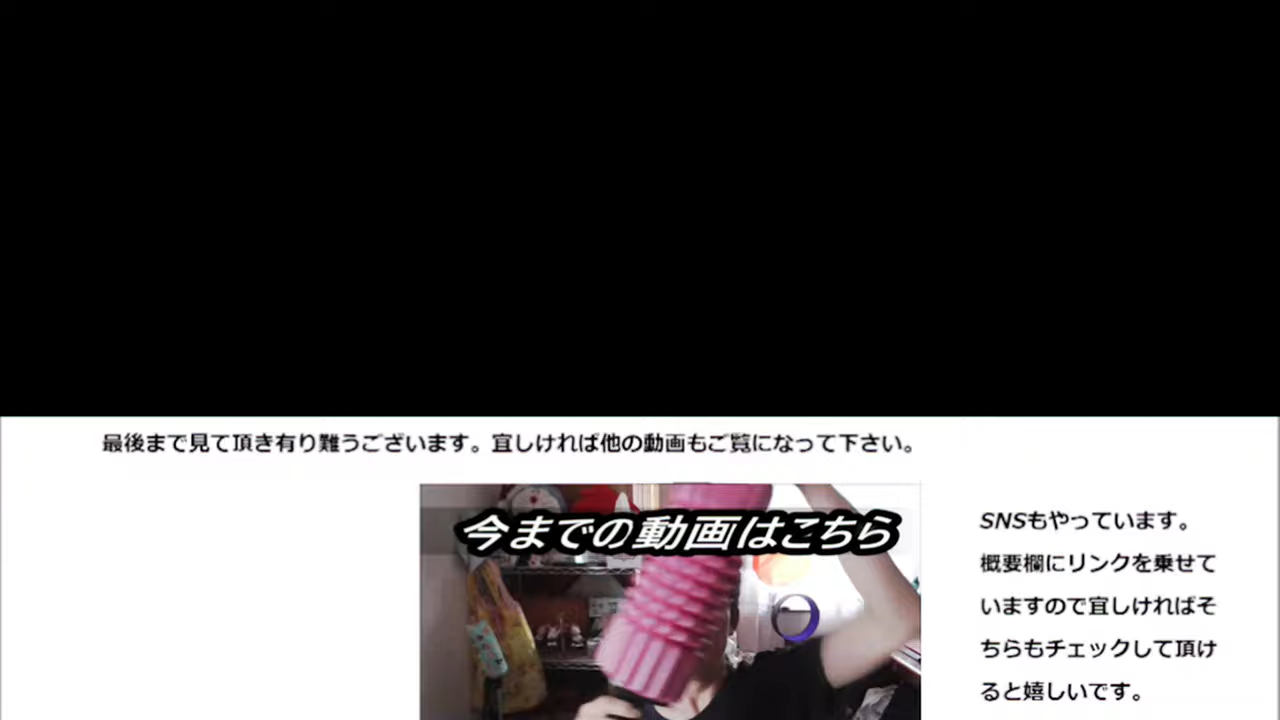 最後まで見て頂き有り難うございます。宜しければ他の動画もご覧になって下さい。
今までの動画はこちら
SNSもやっています。
概要欄にリンクを乗せて
いますので宜しければそ
ちらもチェックして頂け
ると嬉しいです。